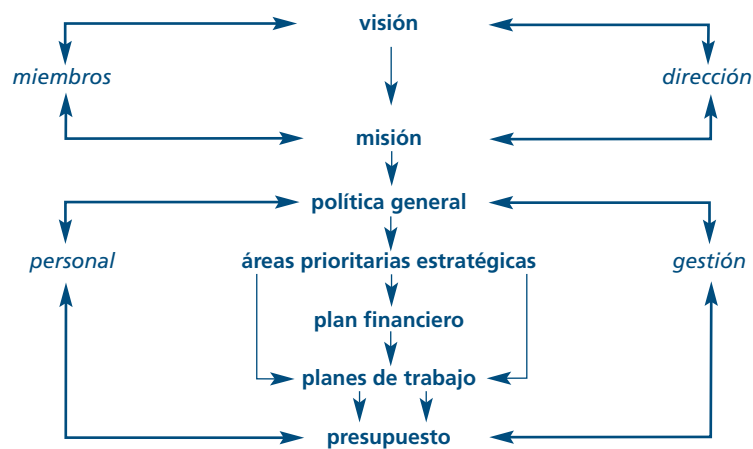 visión
miembros
dirección
misión
política general
personal
áreas prioritarias estratégicas
gestión
plan financiero
planes de trabajo
presupuesto